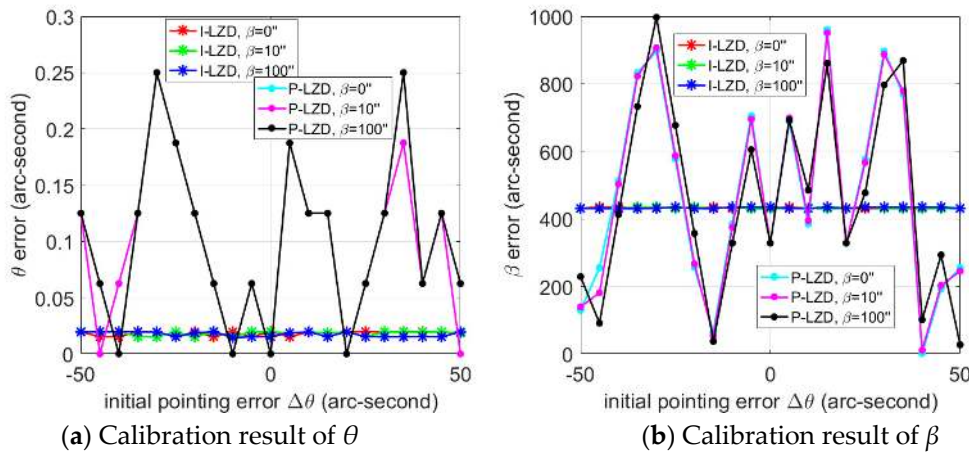 0.3
0.25
0.2
0.15
0.1
0.05
0
θ error (arc-second)
I-LZD, β=0"
I-LZD, β=10"
I-LZD, β=100"
P-LZD, β=0"
P-LZD, β=10"
P-LZD, β=100"
-50 0 50
initial pointing error Δθ (arc-second)
(a) Calibration result of θ
1000
800
600
400
200
0
β error (arc-second)
I-LZD, β=0"
I-LZD, β=10"
I-LZD, β=100"
P-LZD, β=0"
P-LZD, β=10"
P-LZD, β=100"
-50 0 50
initial pointing error Δθ (arc-second)
(b) Calibration result of β